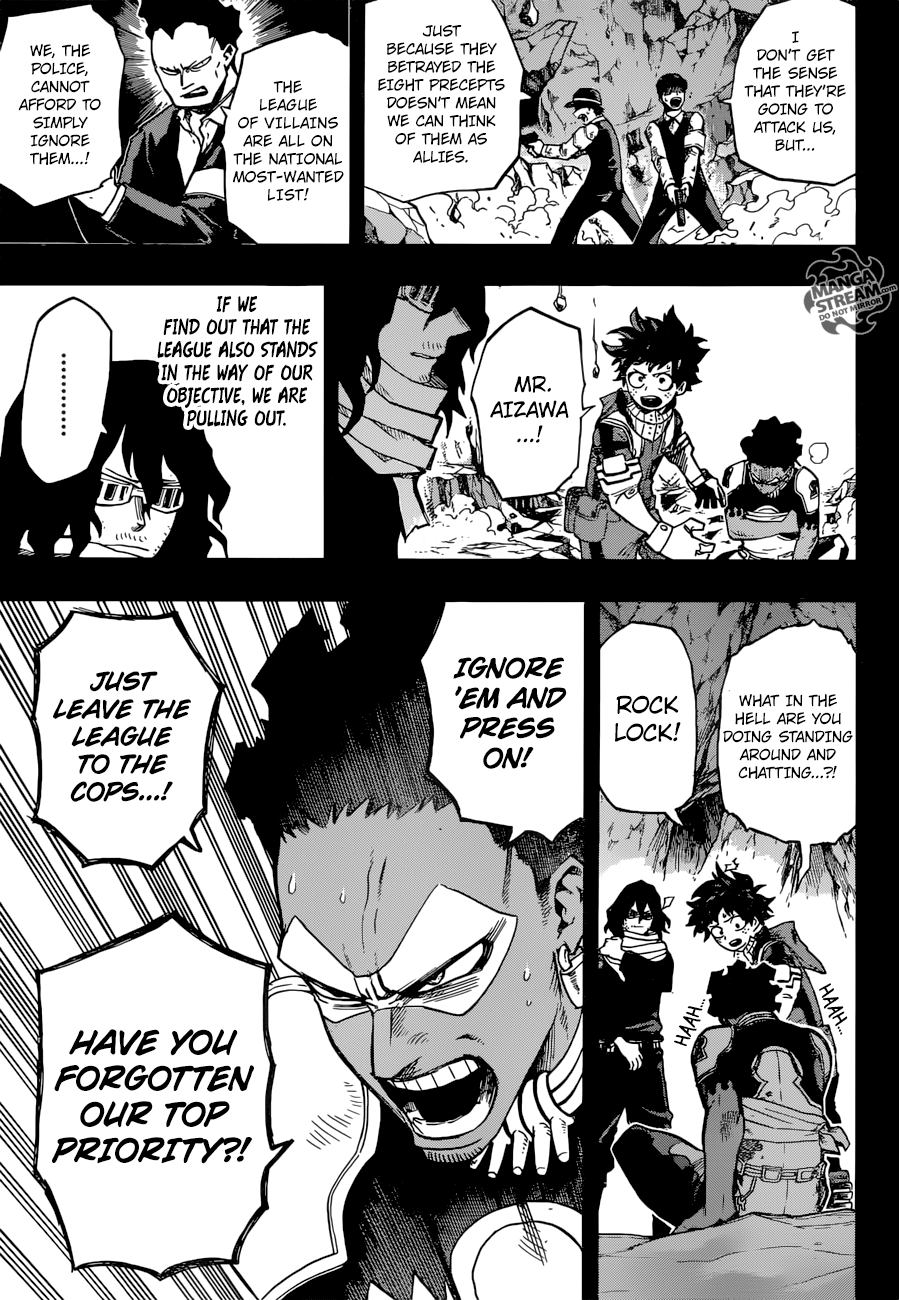 I
DON'T GET
THE SENSE
THAT THEY'RE
GOING TO
ATTACK US,
BUT...
JUST
BECAUSE THEY
BETRAYED THE
EIGHT PRECEPTS
DOESN'T MEAN
WE CAN THINK
OF THEM AS
ALLIES.
THE
LEAGUE
OF VILLAINS
ARE ALL ON
THE NATIONAL
MOST-WANTED
LIST!
WE, THE
POLICE,
CANNOT
AFFORD TO
SIMPLY
IGNORE
THEM...!
MANGA
STREAM.com
DO NOT MIRROR
MR.
AIZAWA
...!
IF WE
FIND OUT THAT THE
LEAGUE ALSO STANDS
IN THE WAY OF OUR
OBJECTIVE, WE ARE
PULLING OUT.
.........
WHAT IN THE
HELL ARE YOU
DOING STANDING
AROUND AND
CHATTING...?!
ROCK
LOCK!
HAAH...
HAAH...
IGNORE
'EM AND
PRESS
ON!
JUST
LEAVE THE
LEAGUE
TO THE
COPS...!
HAVE YOU
FORGOTTEN
OUR TOP
PRIORITY?!